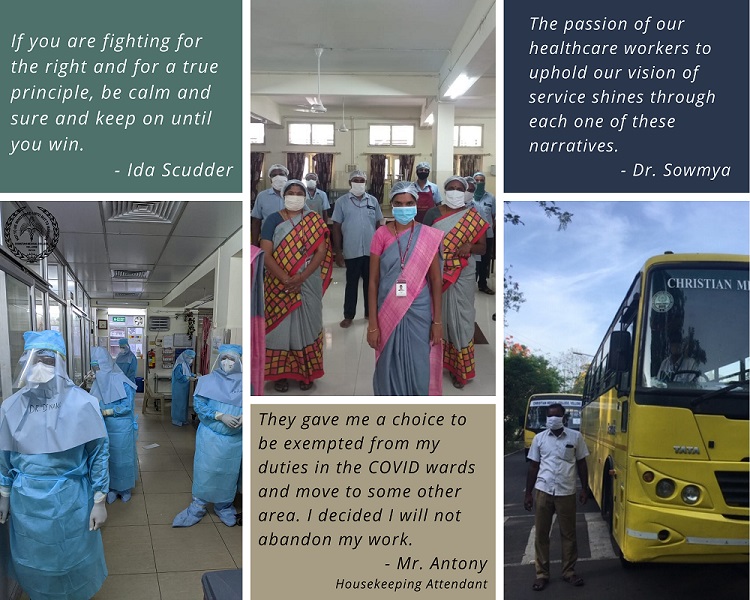 If you are fighting for
the right and for a true
principle, be calm and
sure and keep on until
you win.
- Ida Scudder
The passion of our
healthcare workers to
uphold our vision of
service shines through
each one of these
narratives.
- Dr. Sowmya
CHRISTIAN ME
TATA
They gave me a choice to
be exempted from my
duties in the COVID wards
and move to some other
area. I decided I will not
abandon my work.
- Mr. Antony
Housekeeping Attendant